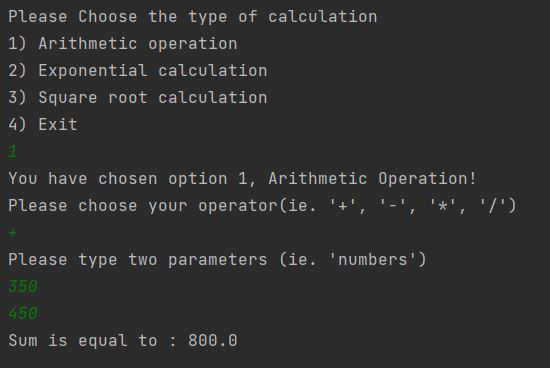 Please Choose the type of calculation
1) Arithmetic operation
2) Exponential calculation
3) Square root calculation
4) Exit
1
You have chosen option 1, Arithmetic Operation!
Please choose your operator(ie. '+', '-', '*', '/')
+
Please type two parameters (ie. 'numbers')
350
450
Sum is equal to : 800.0